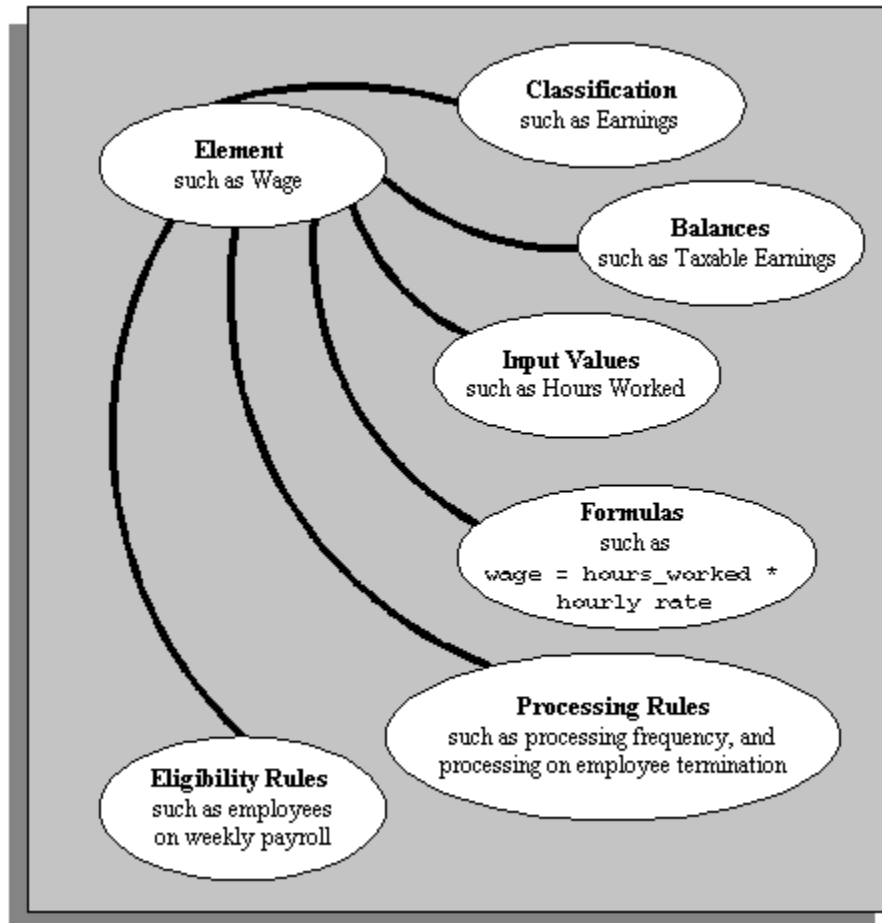 Classification
such as Earnings
Element
such as Wage
Balances
such as Taxable Earnings
Input Values
such as Hours Worked
Formulas
such as
wage = hours_worked *
hourly rate
Processing Rules
such as processing frequency, and
processing on employee termination
Eligibility Rules
such as employees
on weekly payroll